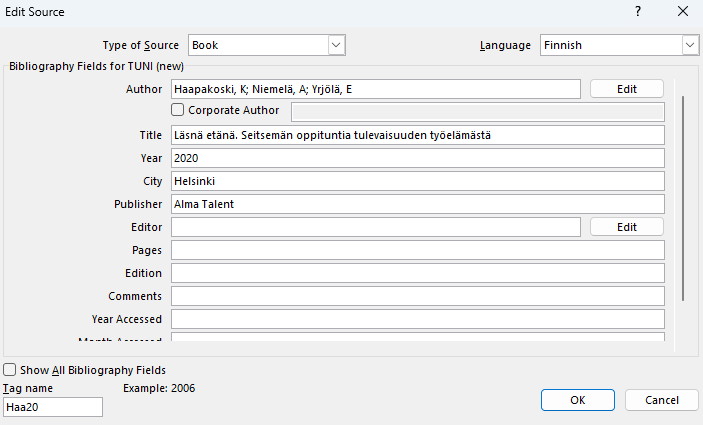 Edit Source ? ×
Type of Source Book Language Finnish
Bibliography Fields for TUNI (new)
Author Haapakoski, K; Niemelä, A; Yrjölä, E Edit
Corporate Author
Title Läsnä etänä. Seitsemän oppituntia tulevaisuuden työelämästä
Year 2020
City Helsinki
Publisher Alma Talent
Editor Edit
Pages
Edition
Comments
Year Accessed
Month Accessed
Show All Bibliography Fields
Tag name Example: 2006
Haa20 OK Cancel